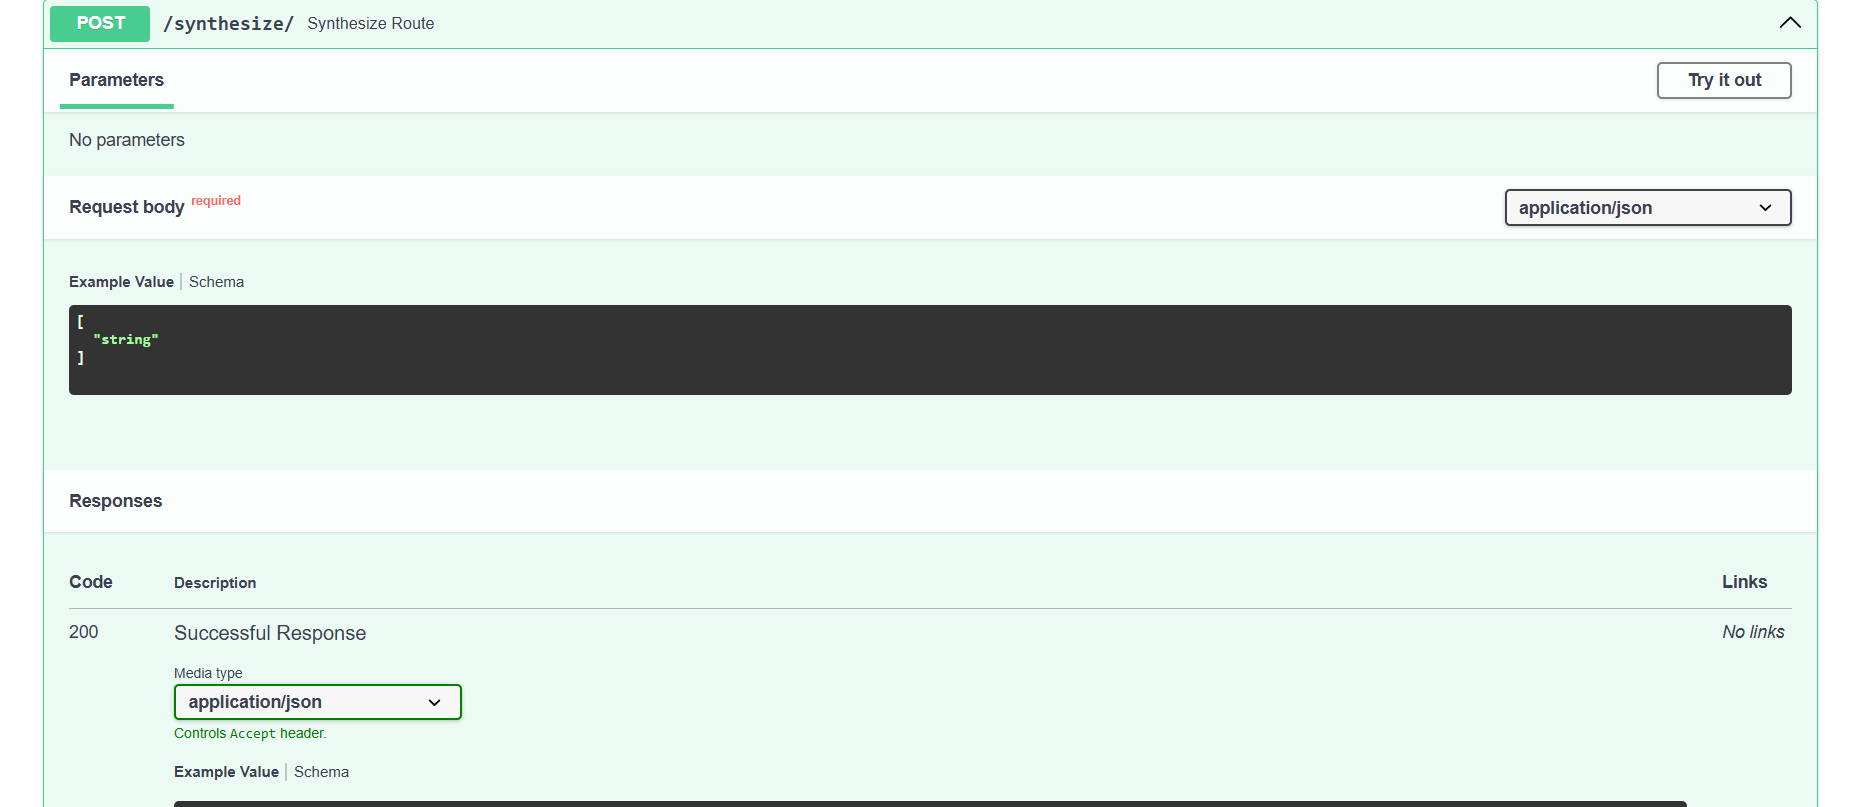 POST /synthesize/ Synthesize Route
Parameters
Try it out
No parameters
Request body required
application/json
Example Value Schema
[
"string"
]
Responses
Code Description Links
200 Successful Response No links
Media type
application/json
Controls Accept header.
Example Value Schema